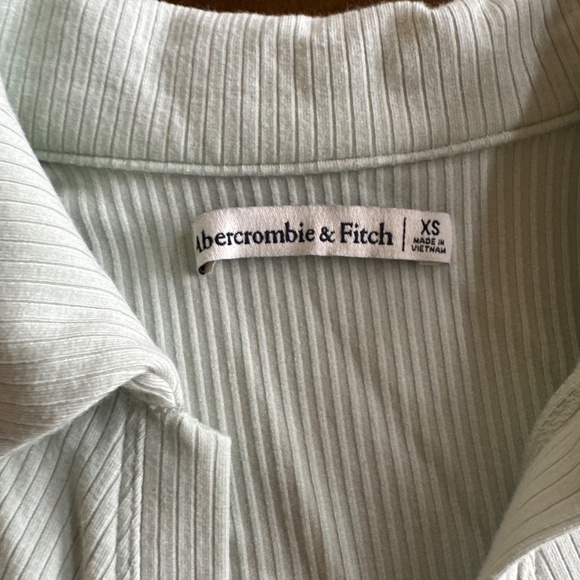 Abercrombie & Fitch
XS
MADE IN
VIETNAM